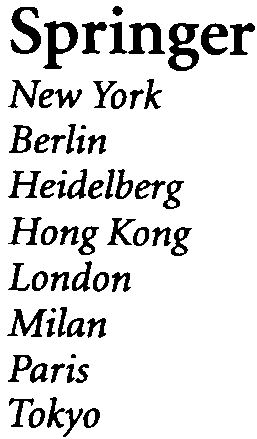 Springer
New York
Berlin
Heidelberg
Hong Kong
London
Milan
Paris
Tokyo